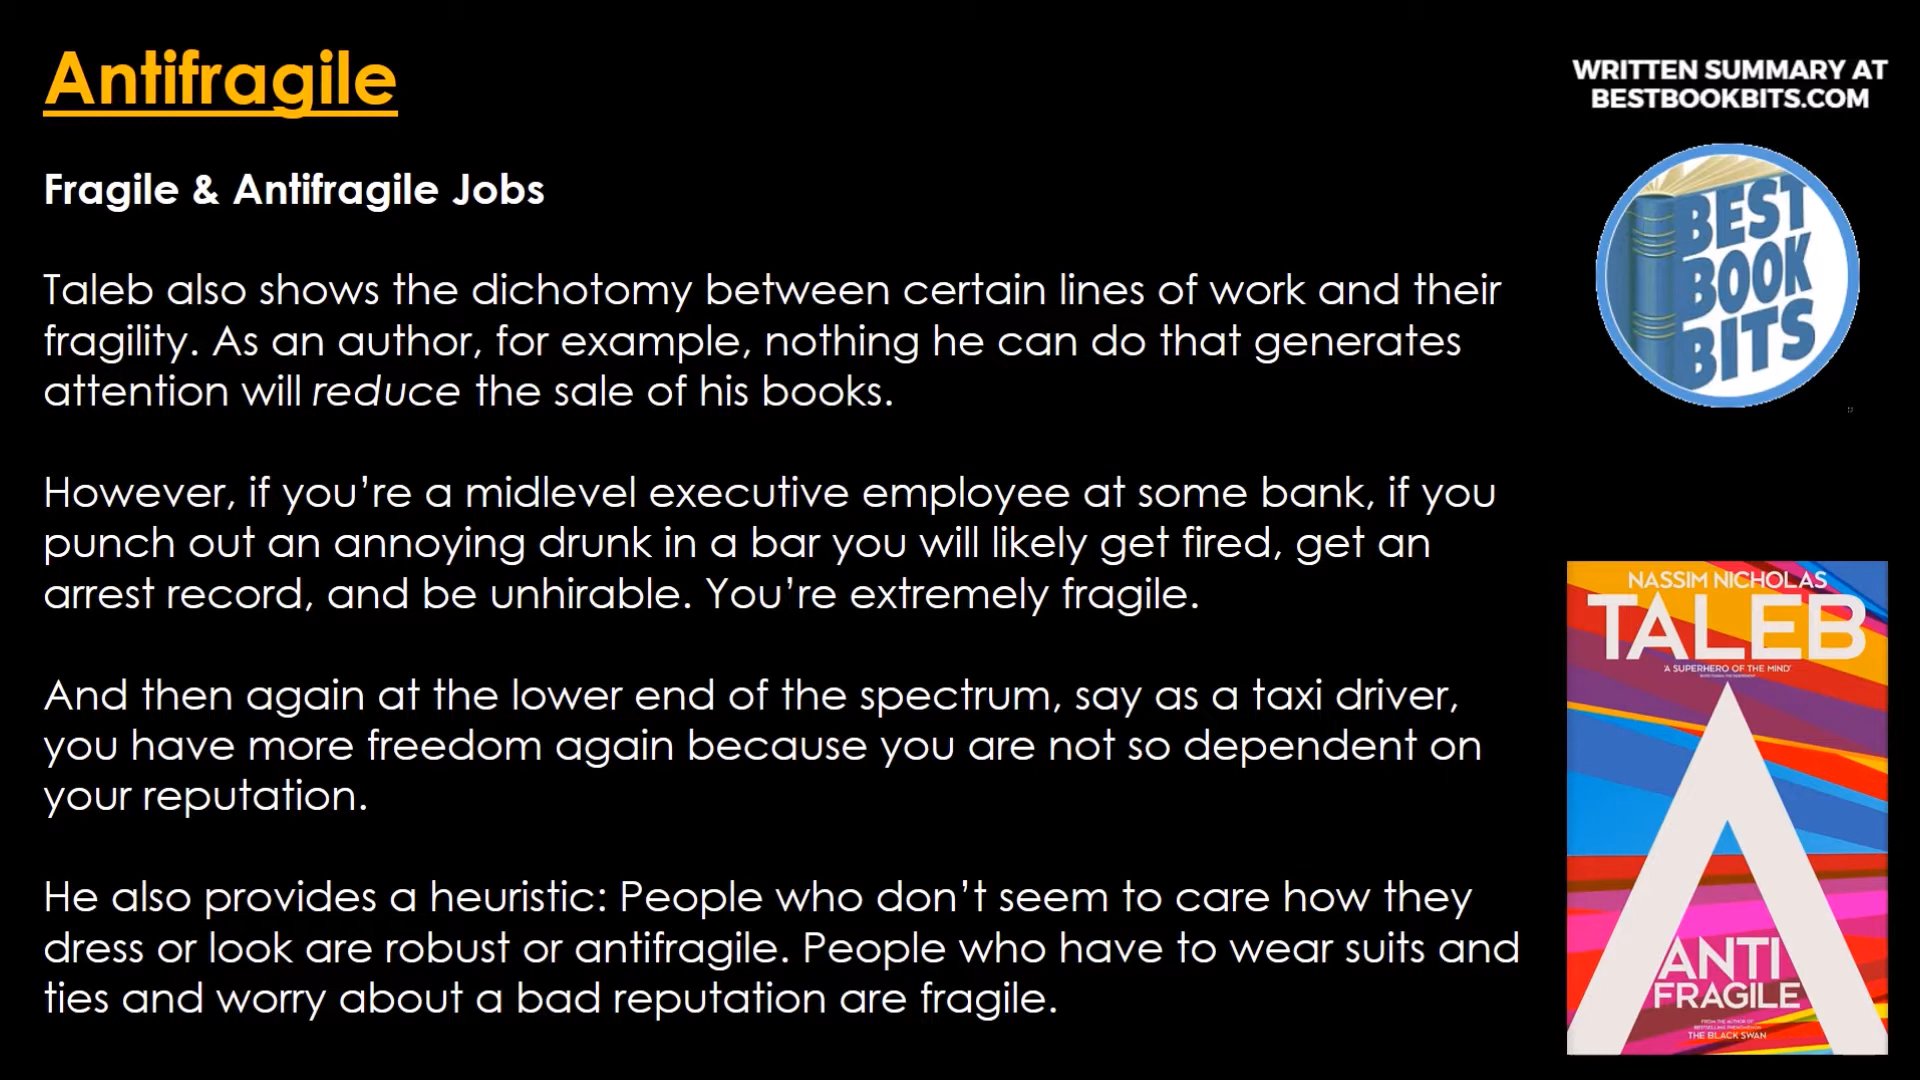 Antifragile
WRITTEN SUMMARY AT
BESTBOOKBITS.COM
BEST
BOOK
BITS
Fragile & Antifragile Jobs
Taleb also shows the dichotomy between certain lines of work and their
fragility. As an author, for example, nothing he can do that generates
attention will reduce the sale of his books.
However, if you’re a midlevel executive employee at some bank, if you
punch out an annoying drunk in a bar you will likely get fired, get an
arrest record, and be unhirable. You’re extremely fragile.
And then again at the lower end of the spectrum, say as a taxi driver,
you have more freedom again because you are not so dependent on
your reputation.
He also provides a heuristic: People who don’t seem to care how they
dress or look are robust or antifragile. People who have to wear suits and
ties and worry about a bad reputation are fragile.
NASSIM NICHOLAS
TALEB
'A SUPERHERO OF THE MIND'
ANTI
FRAGILE
FROM THE AUTHOR OF
BESTSELLING PHENOMENON
THE BLACK SWAN